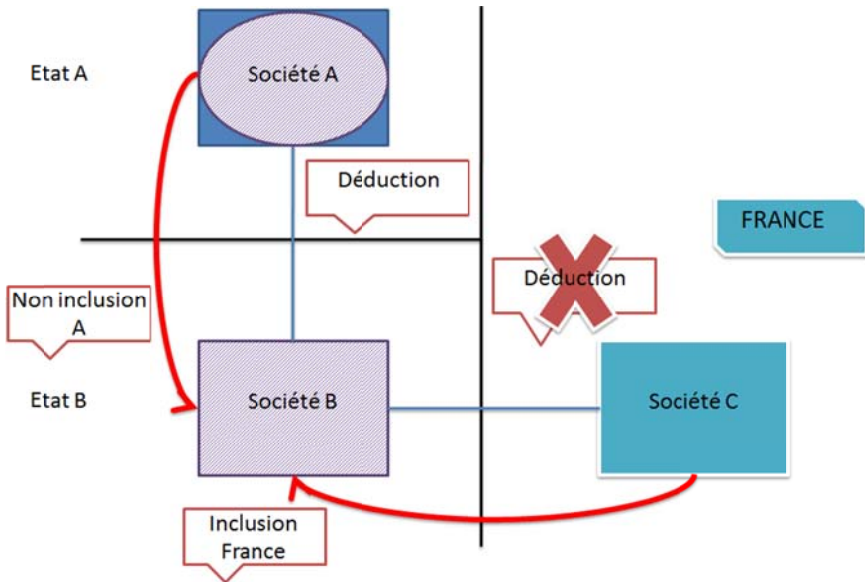 Etat A
Société A
Déduction
FRANCE
Déduction
Non inclusion
A
Etat B
Société B
Société C
Inclusion
France